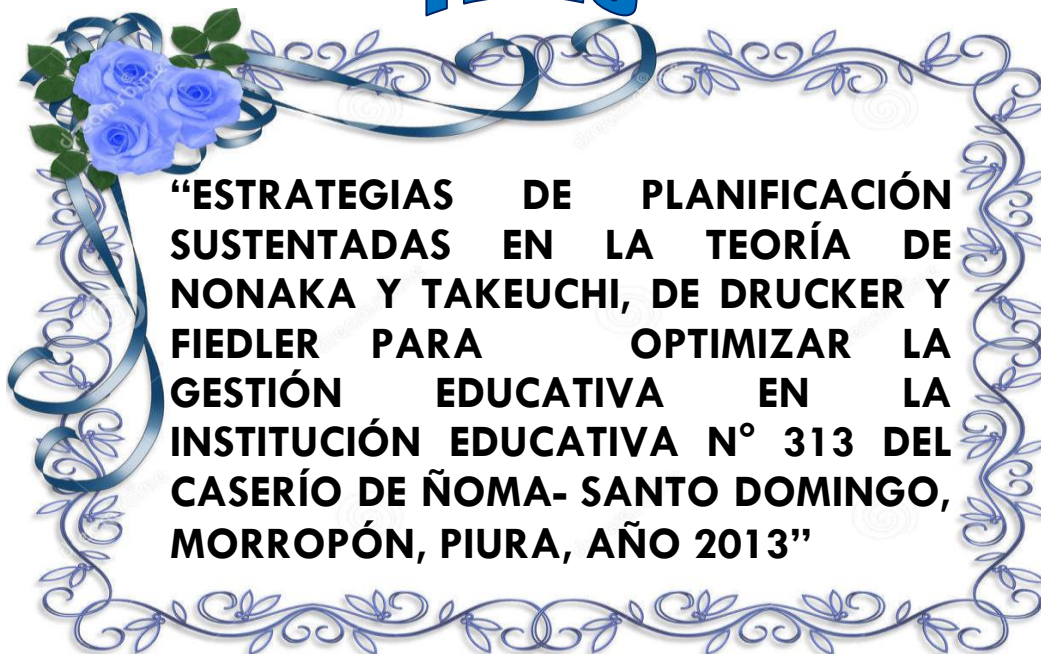 “ESTRATEGIAS DE PLANIFICACIÓN
SUSTENTADAS EN LA TEORÍA DE
NONAKA Y TAKEUCHI, DE DRUCKER Y
FIEDLER PARA OPTIMIZAR LA
GESTIÓN EDUCATIVA EN LA
INSTITUCIÓN EDUCATIVA N° 313 DEL
CASERÍO DE ÑOMA- SANTO DOMINGO,
MORROPÓN, PIURA, AÑO 2013”